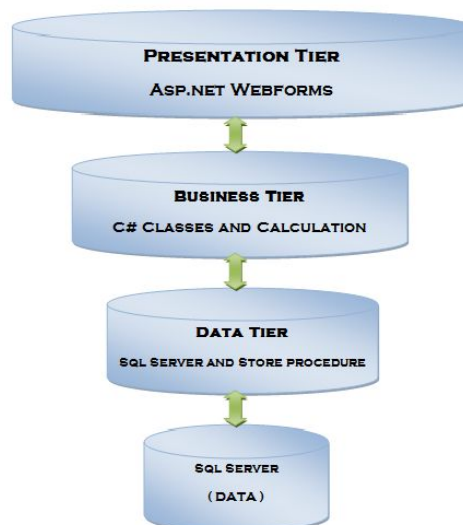 Presentation Tier
Asp.net Webforms
Business Tier
C# Classes and Calculation
Data Tier
Sql Server and Store procedure
Sql Server
( Data )